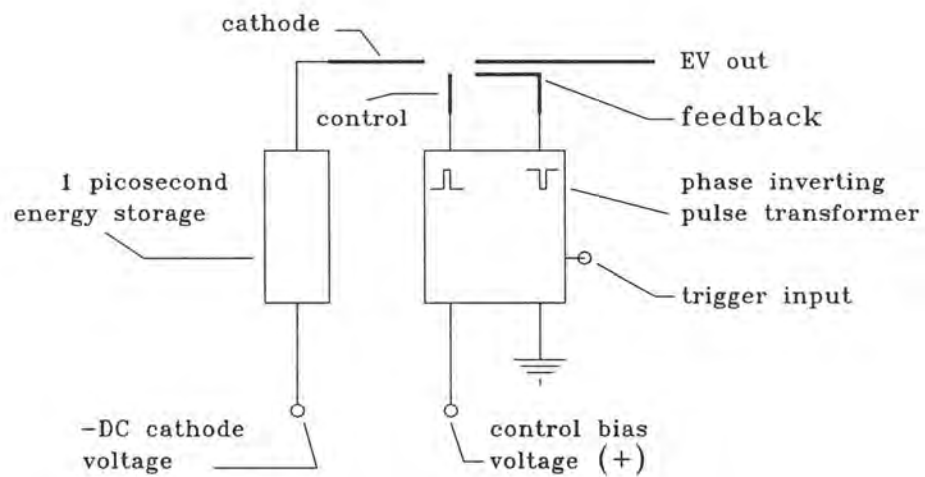 cathode
EV out
control
feedback
1 picosecond
energy storage
phase inverting
pulse transformer
trigger input
-DC cathode
voltage
control bias
voltage (+)